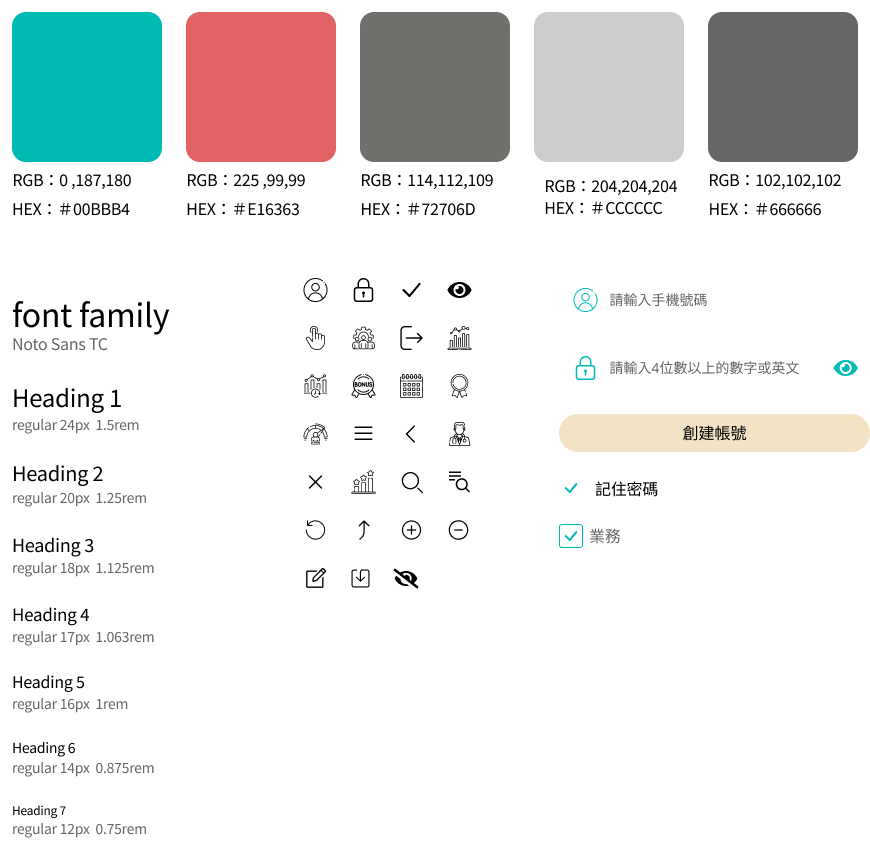 RGB：0 ,187,180
HEX：＃00BBB4
RGB：225 ,99,99
HEX：＃E16363
RGB：114,112,109
HEX：＃72706D
RGB：204,204,204
HEX：＃CCCCCC
RGB：102,102,102
HEX：＃666666
font family
Noto Sans TC
Heading 1
regular 24px 1.5rem
Heading 2
regular 20px 1.25rem
Heading 3
regular 18px 1.125rem
Heading 4
regular 17px 1.063rem
Heading 5
regular 16px 1rem
Heading 6
regular 14px 0.875rem
Heading 7
regular 12px 0.75rem
BONUS
請輸入手機號碼
請輸入4位數以上的數字或英文
創建帳號
記住密碼
業務